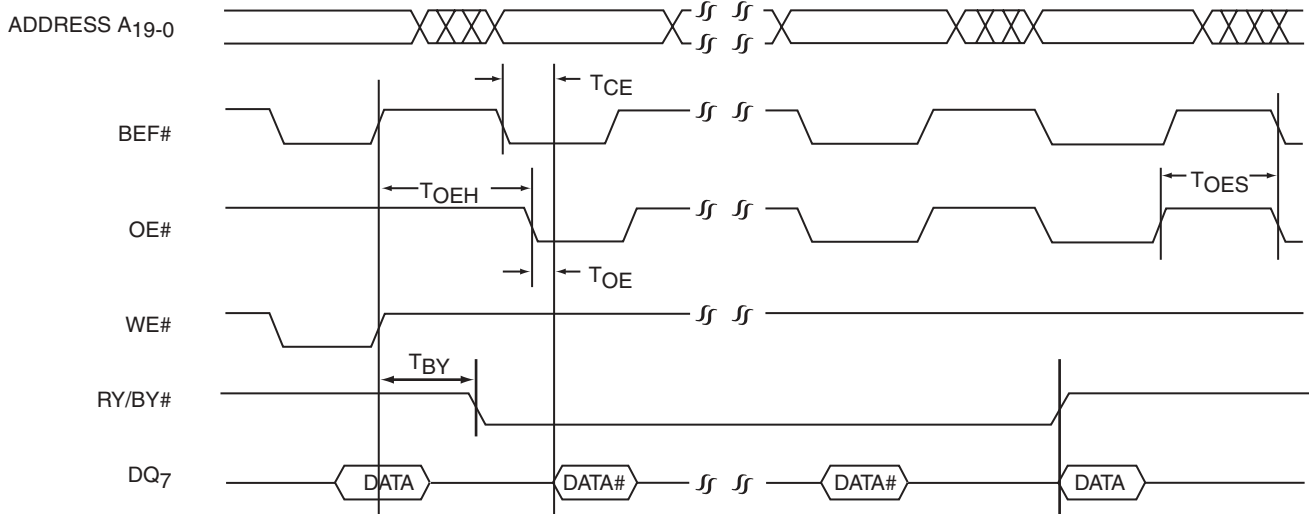 ADDRESS A19-0
TCE
BEF#
TOEH
TOES
OE#
TOE
WE#
TBY
RY/BY#
DQ7
DATA
DATA#
DATA#
DATA